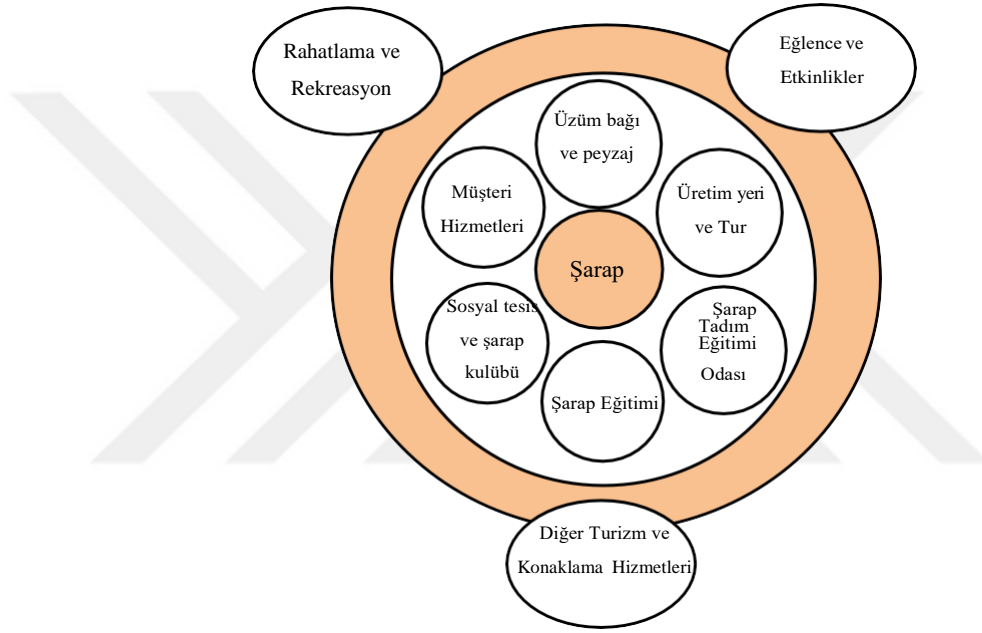 Rahatlama ve
Rekreasyon
Eğlence ve
Etkinlikler
Üzüm bağı
ve peyzaj
Müşteri
Hizmetleri
Üretim yeri
ve Tur
Şarap
Sosyal tesis
ve şarap
kulübü
Şarap
Tadım
Eğitimi
Odası
Şarap Eğitimi
Diğer Turizm ve
Konaklama Hizmetleri